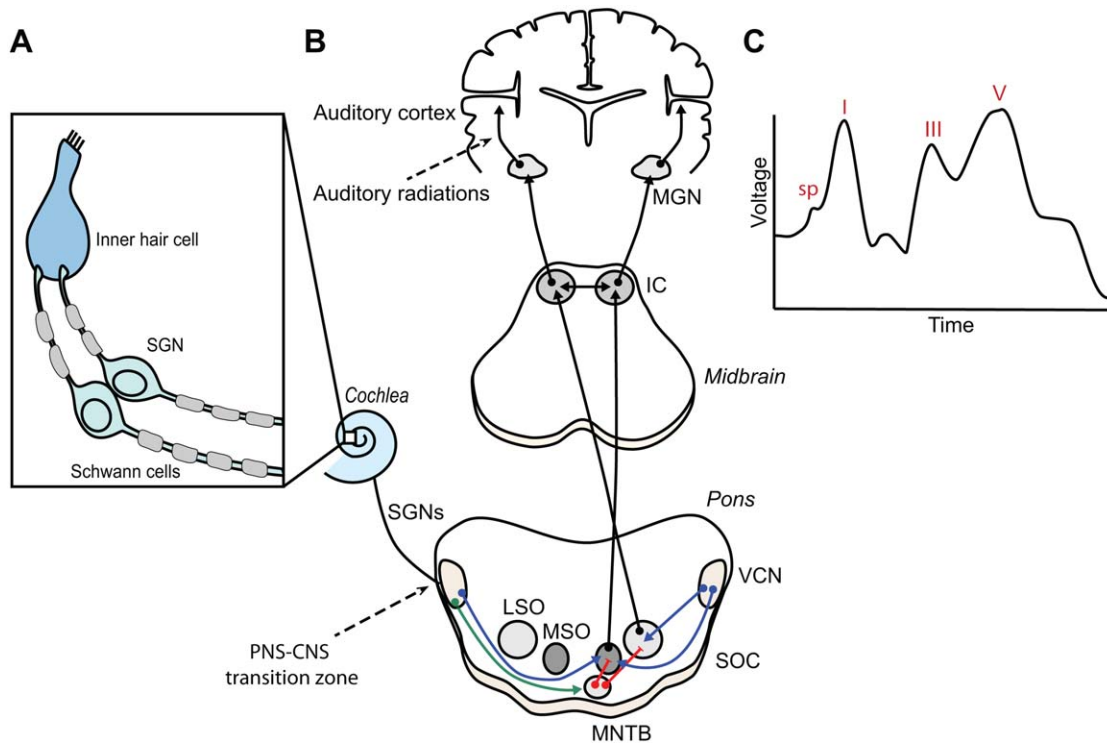 A
Inner hair cell
SGN
Schwann cells
B
Auditory cortex
Auditory radiations
MGN
IC
Midbrain
Cochlea
SGNs
Pons
VCN
LSO
MSO
SOC
PNS-CNS
transition zone
MNTB
C
Voltage
sp
I
III
V
Time